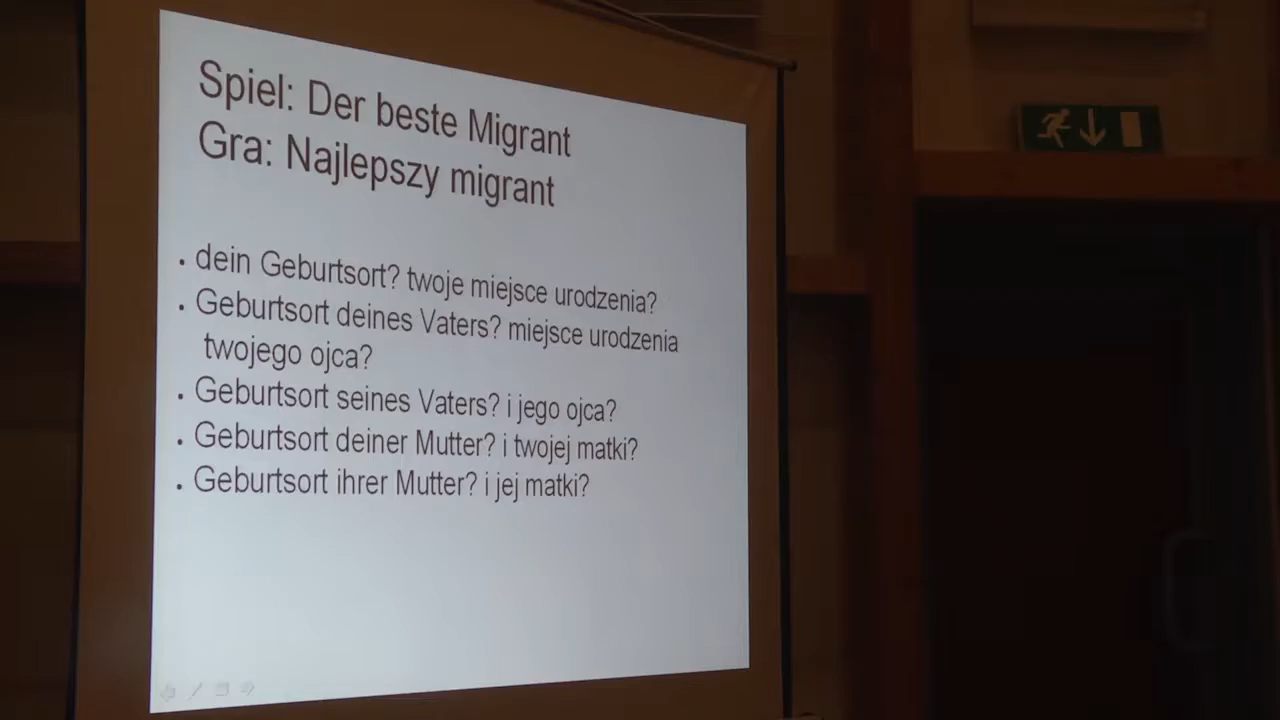 Spiel: Der beste Migrant
Gra: Najlepszy migrant
. dein Geburtsort? twoje miejsce urodzenia?
. Geburtsort deines Vaters? miejsce urodzenia
twojego ojca?
. Geburtsort seines Vaters? i jego ojca?
. Geburtsort deiner Mutter? i twojej matki?
. Geburtsort ihrer Mutter? i jej matki?